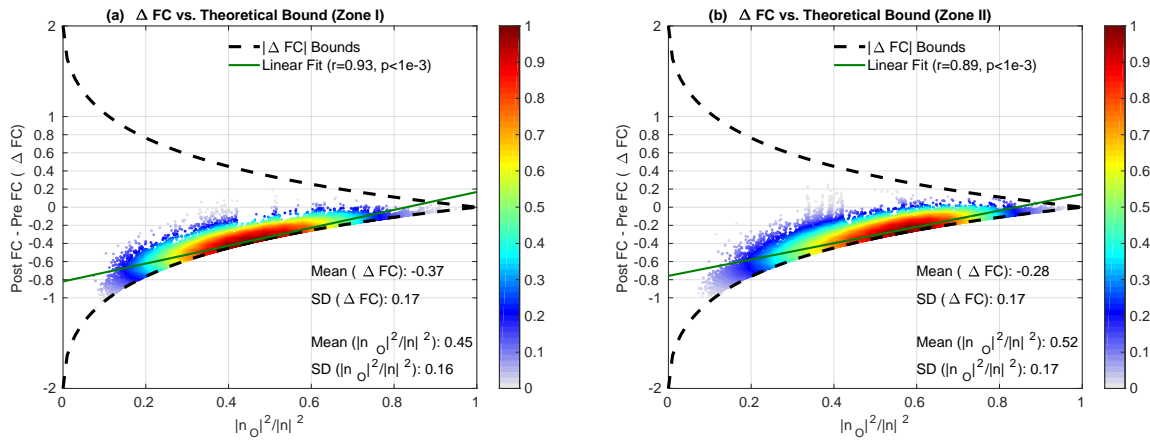 (a) Δ FC vs. Theoretical Bound (Zone I)
|Δ FC| Bounds
Linear Fit (r=0.93, p<1e-3)
Post FC - Pre FC ( Δ FC)
2
1
0.8
0.6
0.4
0.2
0
-0.2
-0.4
-0.6
-0.8
-1
-2
Mean ( Δ FC): -0.37
SD ( Δ FC): 0.17
Mean (|n_O|^2/|n|^2): 0.45
SD (|n_O|^2/|n|^2): 0.16
0 0.2 0.4 0.6 0.8 1
|n_O|^2/|n|^2
1
0.9
0.8
0.7
0.6
0.5
0.4
0.3
0.2
0.1
0
(b) Δ FC vs. Theoretical Bound (Zone II)
|Δ FC| Bounds
Linear Fit (r=0.89, p<1e-3)
Post FC - Pre FC ( Δ FC)
2
1
0.8
0.6
0.4
0.2
0
-0.2
-0.4
-0.6
-0.8
-1
-2
Mean ( Δ FC): -0.28
SD ( Δ FC): 0.17
Mean (|n_O|^2/|n|^2): 0.52
SD (|n_O|^2/|n|^2): 0.17
0 0.2 0.4 0.6 0.8 1
|n_O|^2/|n|^2
1
0.9
0.8
0.7
0.6
0.5
0.4
0.3
0.2
0.1
0